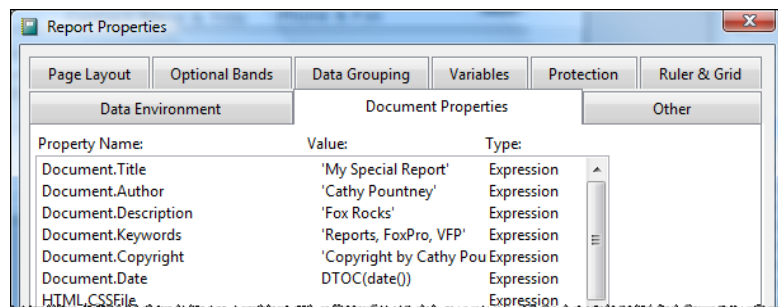 Report Properties
Page Layout Optional Bands Data Grouping Variables Protection Ruler & Grid
Data Environment Document Properties Other
Property Name: Value: Type:
Document.Title 'My Special Report' Expression
Document.Author 'Cathy Pountney' Expression
Document.Description 'Fox Rocks' Expression
Document.Keywords 'Reports, FoxPro, VFP' Expression
Document.Copyright 'Copyright by Cathy Pou Expression
Document.Date DTOC(date()) Expression
HTML.CSSFile Expression